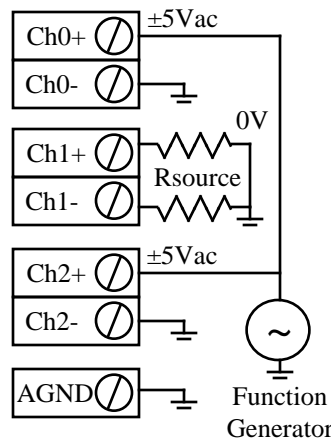 Ch0+ ±5Vac
Ch0-
Ch1+ 0V
Rsource
Ch1-
Ch2+ ±5Vac
Ch2-
~
AGND
Function
Generator